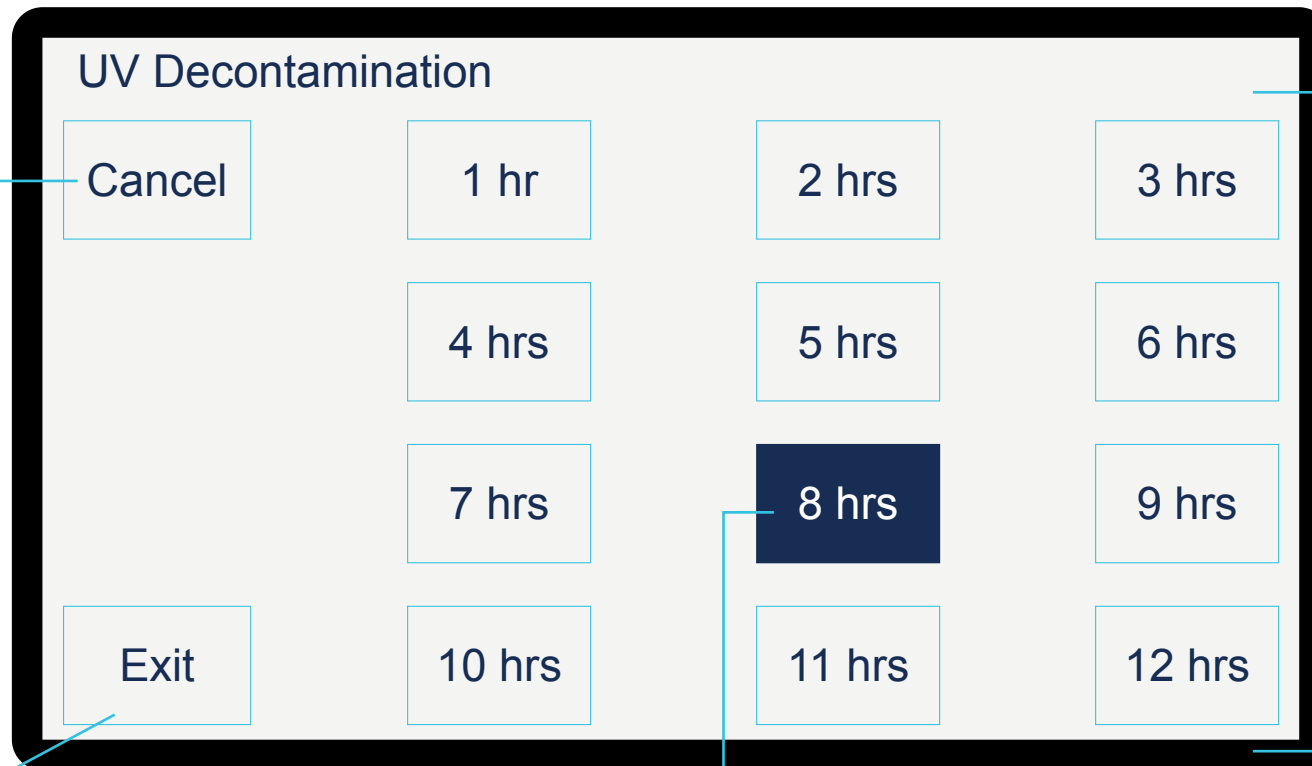 UV Decontamination
Cancel 1 hr 2 hrs 3 hrs
4 hrs 5 hrs 6 hrs
7 hrs 8 hrs 9 hrs
Exit 10 hrs 11 hrs 12 hrs